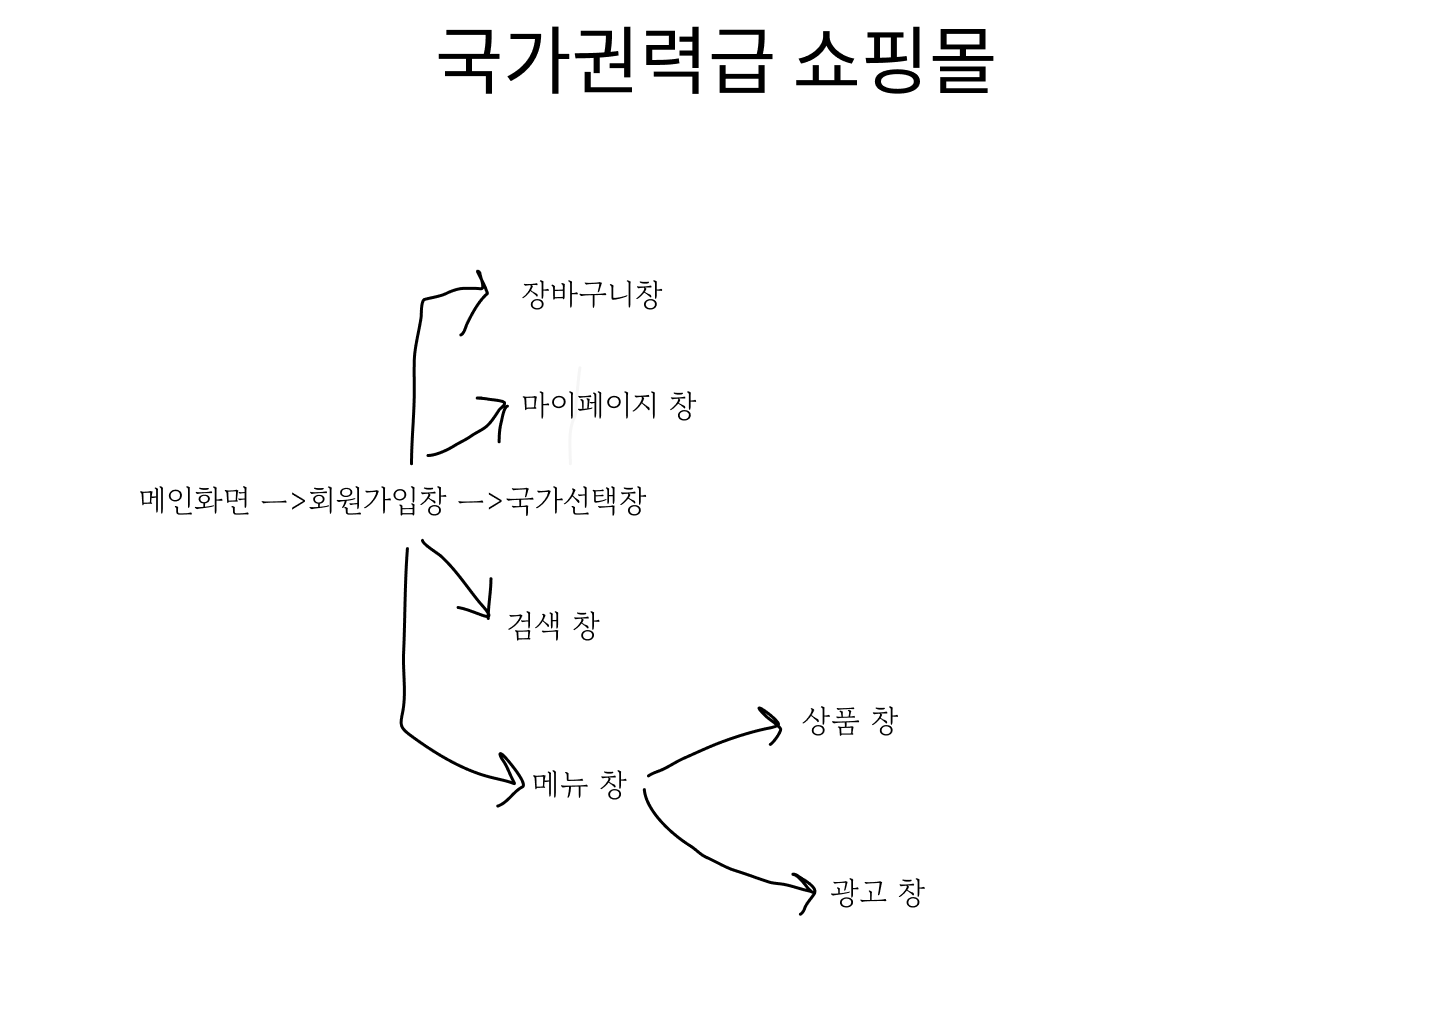 국가권력급 쇼핑몰
장바구니창
마이페이지 창
메인화면 —>회원가입창 —>국가선택창
검색 창
상품 창
메뉴 창
광고 창